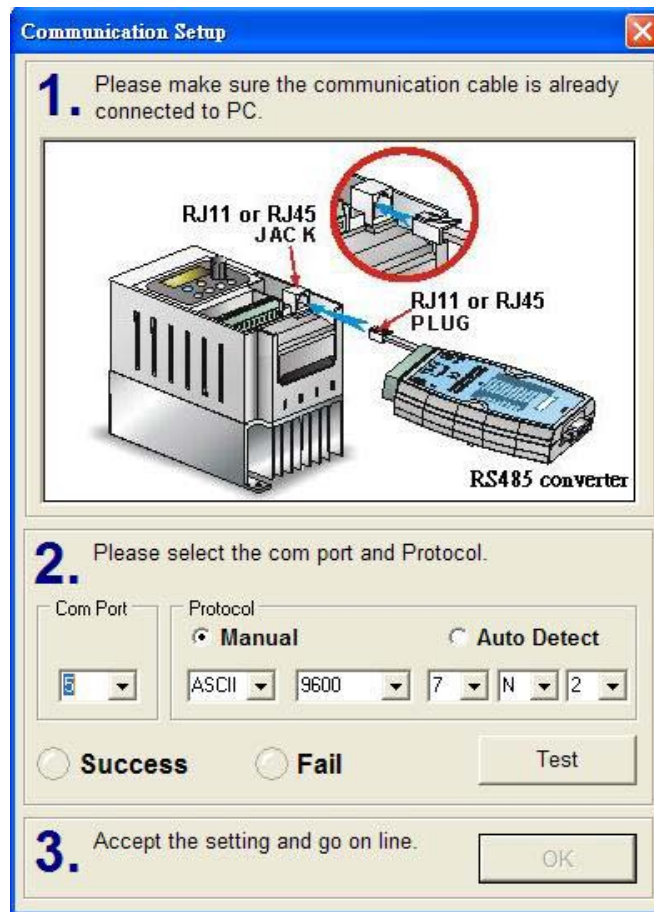 Communication Setup
1. Please make sure the communication cable is already
connected to PC.
RJ11 or RJ45
JACK
RJ11 or RJ45
PLUG
RS485 converter
2. Please select the com port and Protocol.
Com Port
Protocol
Manual
Auto Detect
5
ASCII
9600
7
N
2
Success
Fail
Test
3. Accept the setting and go on line.
OK